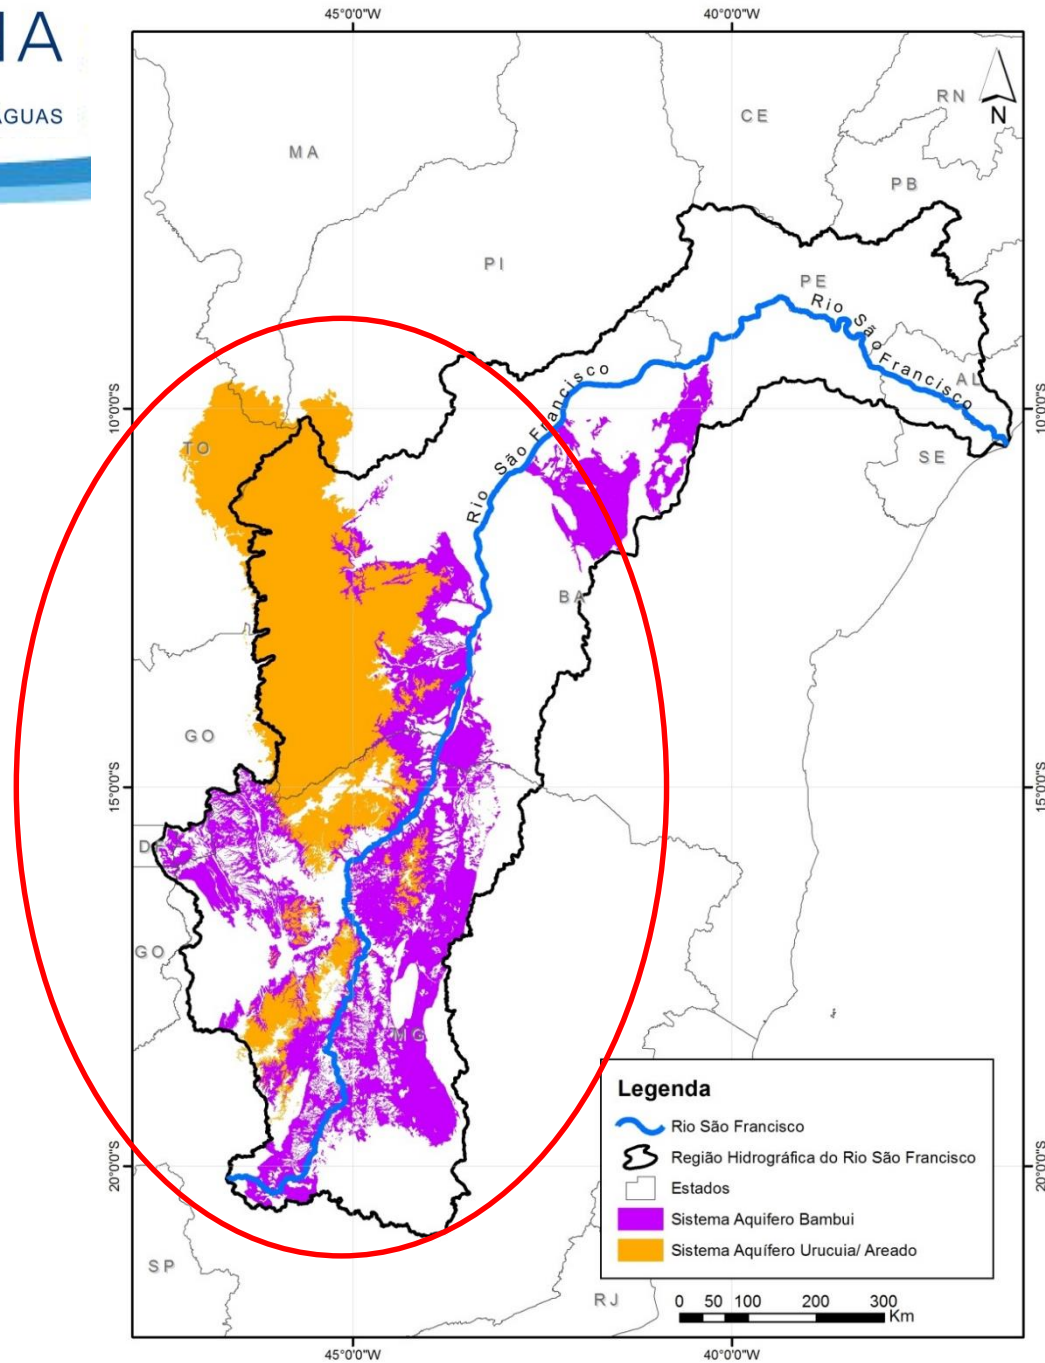 IA
ÁGUAS
45°0'0"W
40°0'0"W
N
RN
CE
MA
PB
PI
PE
Rio São Francisco
AL
Rio São Francisco
10°0'0"S
10°0'0"S
TO
SE
BA
GO
15°0'0"S
15°0'0"S
D
GO
MG
Legenda
Rio São Francisco
Região Hidrográfica do Rio São Francisco
Estados
Sistema Aquifero Bambui
Sistema Aquífero Urucuia/ Areado
20°0'0"S
20°0'0"S
SP
RJ
0 50 100 200 300
Km
45°0'0"W
40°0'0"W